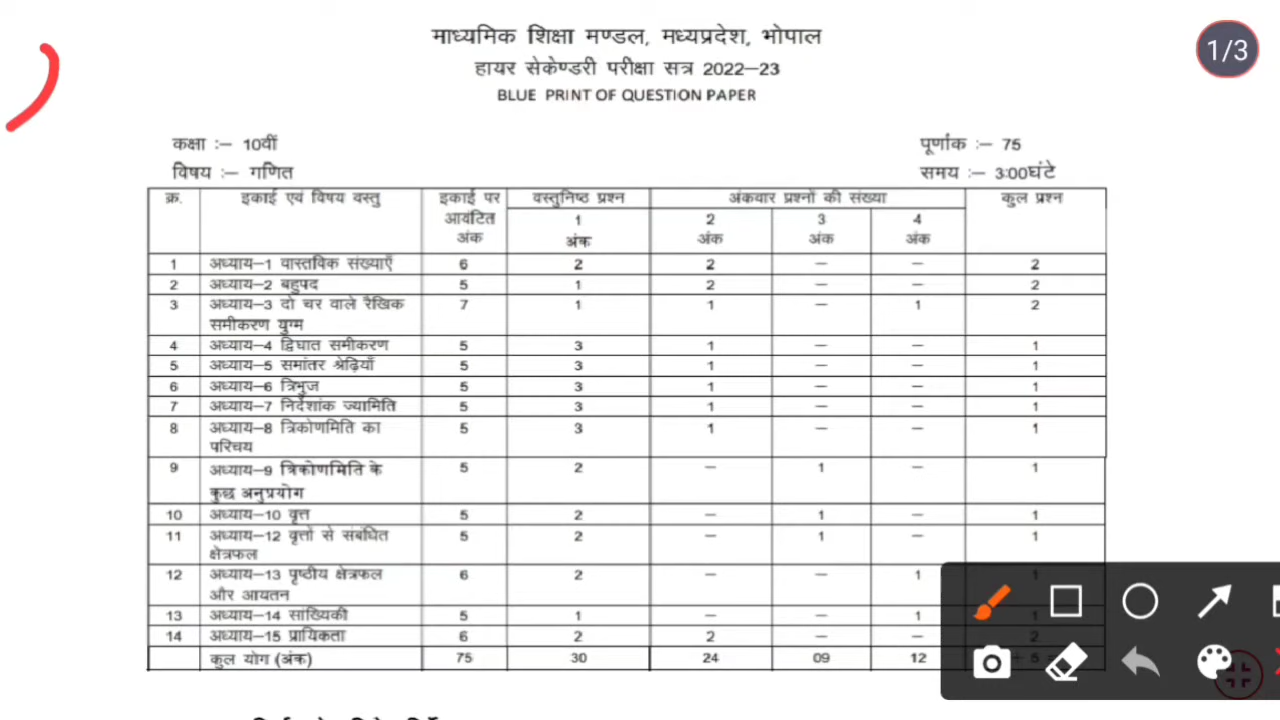 माध्यमिक शिक्षा मण्डल, मध्यप्रदेश, भोपाल
1/3
हायर सेकेण्डरी परीक्षा सत्र 2022–23
BLUE PRINT OF QUESTION PAPER
कक्षा :– 10वीं पूर्णांक :– 75
विषय :– गणित समय :– 3:00घंटे
क्र. इकाई एवं विषय वस्तु इकाई पर आवंटित अंक वस्तुनिष्ठ प्रश्न अंकवार प्रश्नों की संख्या कुल प्रश्न
1 अंक 2 अंक 3 अंक 4 अंक
1 अध्याय–1 वास्तविक संख्याएँ 6 2 2 – – 2
2 अध्याय–2 बहुपद 5 1 2 – – 2
3 अध्याय–3 दो चर वाले रैखिक समीकरण युग्म 7 1 1 – 1 2
4 अध्याय–4 द्विघात समीकरण 5 3 1 – – 1
5 अध्याय–5 समांतर श्रेढ़ियाँ 5 3 1 – – 1
6 अध्याय–6 त्रिभुज 5 3 1 – – 1
7 अध्याय–7 निर्देशांक ज्यामिति 5 3 1 – – 1
8 अध्याय–8 त्रिकोणमिति का परिचय 5 3 1 – – 1
9 अध्याय–9 त्रिकोणमिति के कुछ अनुप्रयोग 5 2 – 1 – 1
10 अध्याय–10 वृत्त 5 2 – 1 – 1
11 अध्याय–12 वृत्तों से संबंधित क्षेत्रफल 5 2 – 1 – 1
12 अध्याय–13 पृष्ठीय क्षेत्रफल और आयतन 6 2 – – 1 1
13 अध्याय–14 सांख्यिकी 5 1 – – 1 1
14 अध्याय–15 प्रायिकता 6 2 2 – – 2
कुल योग (अंक) 75 30 24 09 12